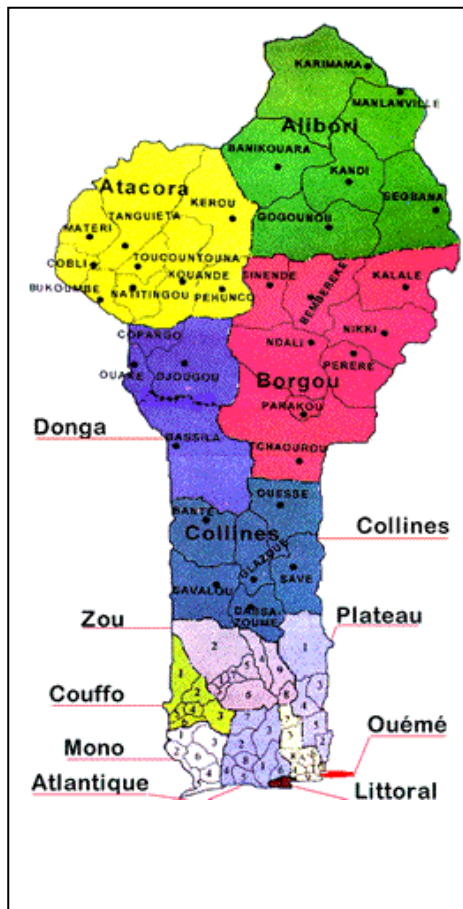 KARIMAMA
MANLANVILLE
Alibori
BANIKOUARA
KANDI
SEGBANA
GOGOUNOU
Atacora
KEROU
TANGUIETA
MATERI
TOUCOUNTOUNA
COBLI
KOUANDE
BUKOUMBE
NATITINGOU
PEHUNCO
SINENDE
BEMBEREKE
KALALE
COPARGO
NDALI
NIKKI
OUAKE
DJOUGOU
PERERE
Borgou
PARAKOU
Donga
BASSILA
TCHAOUROU
OUESSE
BANTE
Collines
Collines
GLAZOUE
SAVALOU
SAVE
DASSA-
ZOUME
Zou
Plateau
Couffo
Mono
Ouémé
Atlantique
Littoral